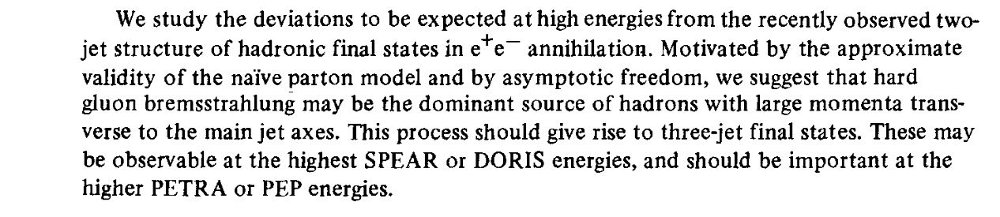 We study the deviations to be expected at high energies from the recently observed two-
jet structure of hadronic final states in e⁺e⁻ annihilation. Motivated by the approximate
validity of the naïve parton model and by asymptotic freedom, we suggest that hard
gluon bremsstrahlung may be the dominant source of hadrons with large momenta trans-
verse to the main jet axes. This process should give rise to three-jet final states. These may
be observable at the highest SPEAR or DORIS energies, and should be important at the
higher PETRA or PEP energies.